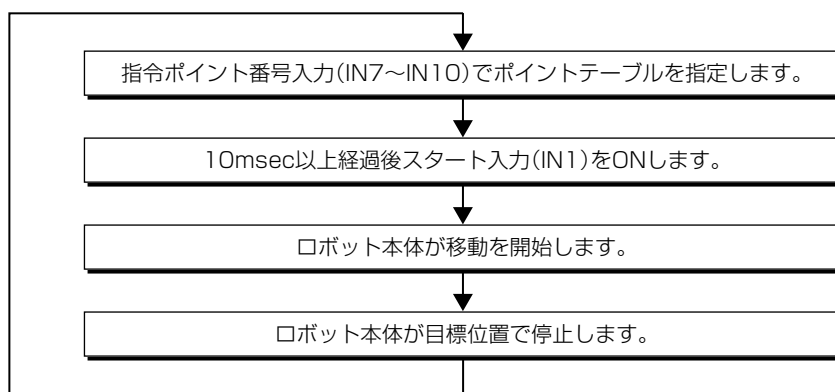 指令ポイント番号入力(IN7～IN10)でポイントテーブルを指定します。
10msec以上経過後スタート入力(IN1)をONします。
ロボット本体が移動を開始します。
ロボット本体が目標位置で停止します。